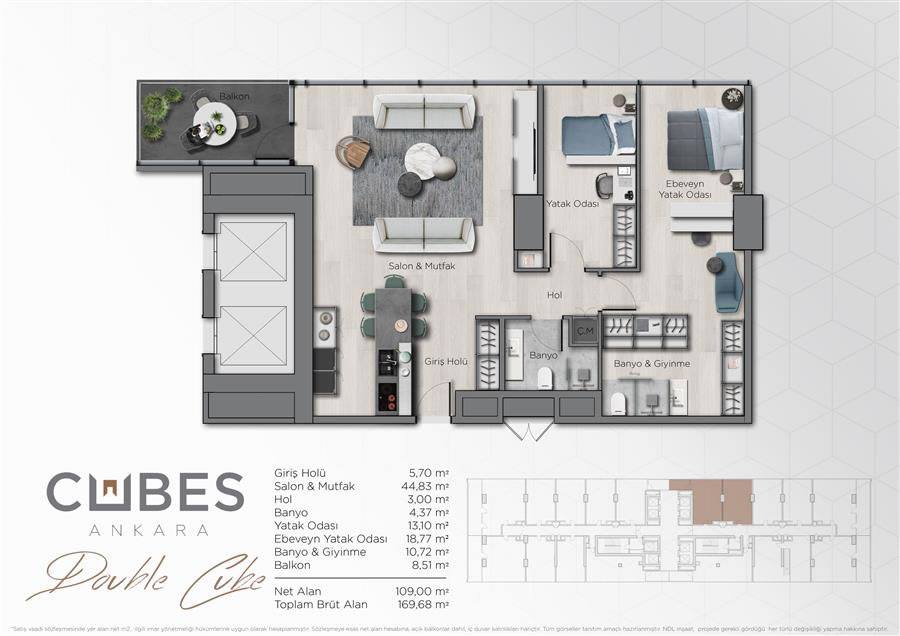 Balkon
Salon & Mutfak
Yatak Odası
Ebeveyn
Yatak Odası
Hol
Ç.M
Giriş Holü
Banyo
Banyo & Giyinme
CUBES
ANKARA
Double Cube
Giriş Holü 5,70 m²
Salon & Mutfak 44,83 m²
Hol 3,00 m²
Banyo 4,37 m²
Yatak Odası 13,10 m²
Ebeveyn Yatak Odası 18,77 m²
Banyo & Giyinme 10,72 m²
Balkon 8,51 m²
Net Alan 109,00 m²
Toplam Brüt Alan 169,68 m²
*Satış vaadi sözleşmesinde yer alan net m2, ilgili imar yönetmeliği hükümlerine uygun olarak hesaplanmıştır. Sözleşmeye esas net alan hesabına, açık balkonlar dahil, iç duvar kalınlıkları hariçtir. Tüm görseller tanıtım amaçlı hazırlanmıştır. NDL inşaat, projede gerekli gördüğü her türlü değişikliği yapma hakkına sahiptir.